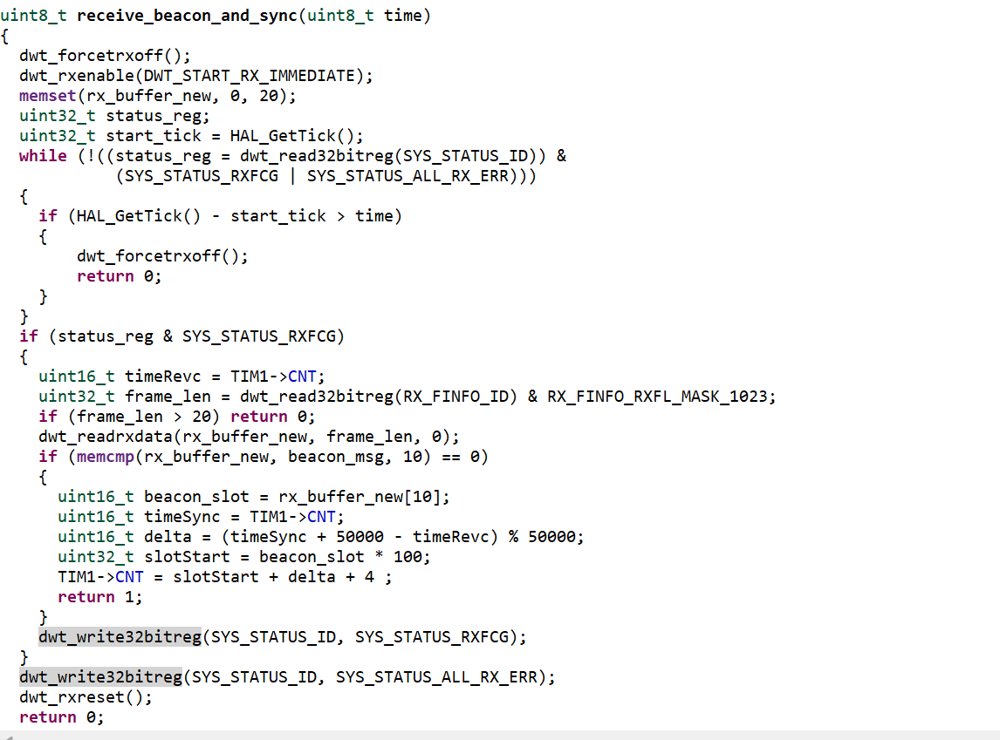 uint8_t receive_beacon_and_sync(uint8_t time)
{
  dwt_forcetrxoff();
  dwt_rxenable(DWT_START_RX_IMMEDIATE);
  memset(rx_buffer_new, 0, 20);
  uint32_t status_reg;
  uint32_t start_tick = HAL_GetTick();
  while (!((status_reg = dwt_read32bitreg(SYS_STATUS_ID)) &
            (SYS_STATUS_RXFCG | SYS_STATUS_ALL_RX_ERR)))
  {
    if (HAL_GetTick() - start_tick > time)
    {
        dwt_forcetrxoff();
        return 0;
    }
  }
  if (status_reg & SYS_STATUS_RXFCG)
  {
    uint16_t timeRevc = TIM1->CNT;
    uint32_t frame_len = dwt_read32bitreg(RX_FINFO_ID) & RX_FINFO_RXFL_MASK_1023;
    if (frame_len > 20) return 0;
    dwt_readrxdata(rx_buffer_new, frame_len, 0);
    if (memcmp(rx_buffer_new, beacon_msg, 10) == 0)
    {
      uint16_t beacon_slot = rx_buffer_new[10];
      uint16_t timeSync = TIM1->CNT;
      uint16_t delta = (timeSync + 50000 - timeRevc) % 50000;
      uint32_t slotStart = beacon_slot * 100;
      TIM1->CNT = slotStart + delta + 4 ;
      return 1;
    }
    dwt_write32bitreg(SYS_STATUS_ID, SYS_STATUS_RXFCG);
  }
  dwt_write32bitreg(SYS_STATUS_ID, SYS_STATUS_ALL_RX_ERR);
  dwt_rxreset();
  return 0;